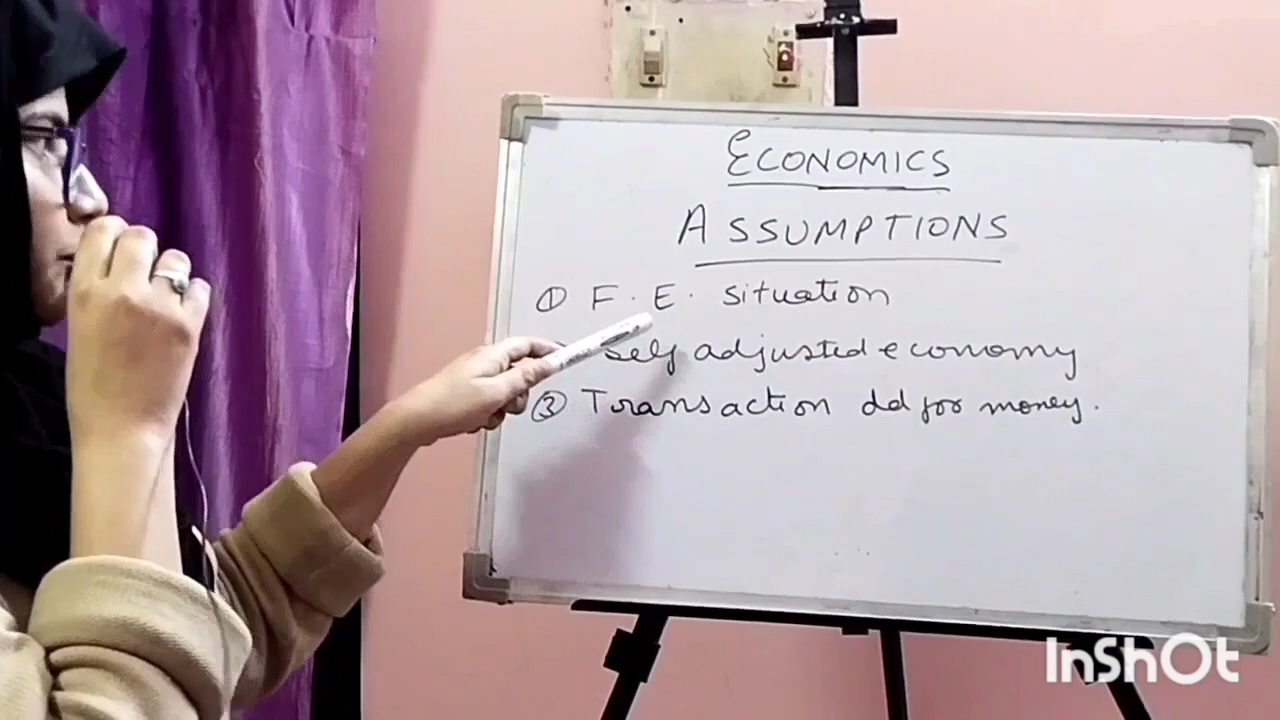 ECONOMICS
ASSUMPTIONS
① F. E. situation
self adjusted economy
③ Transaction dd for money.
InShOt